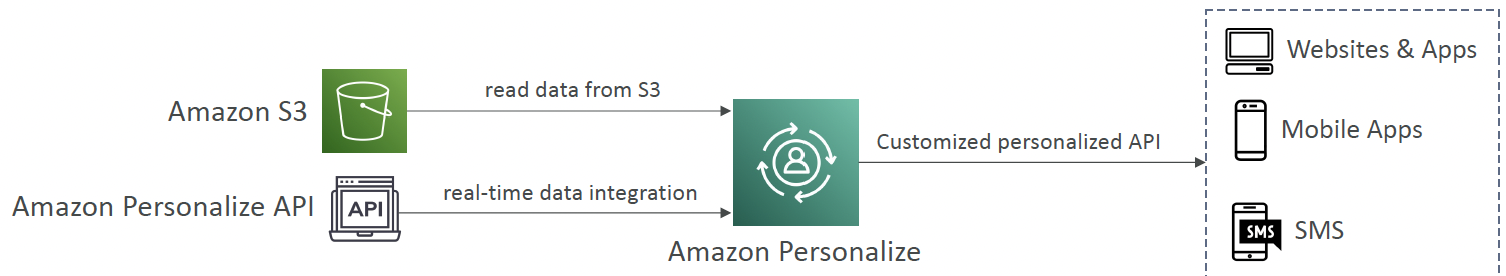 Amazon S3
read data from S3
Amazon Personalize API
API
real-time data integration
Amazon Personalize
Customized personalized API
Websites & Apps
Mobile Apps
SMS
SMS